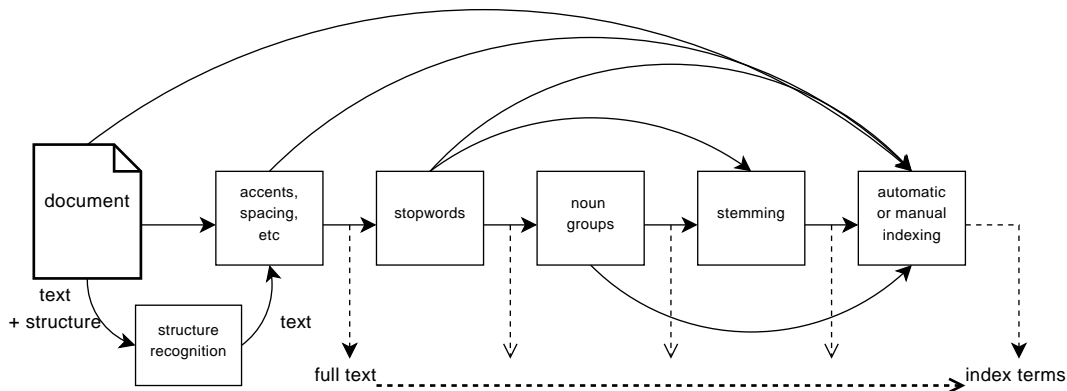 document
accents,
spacing,
etc
stopwords
noun
groups
stemming
automatic
or manual
indexing
text
+ structure
structure
recognition
text
full text
index terms